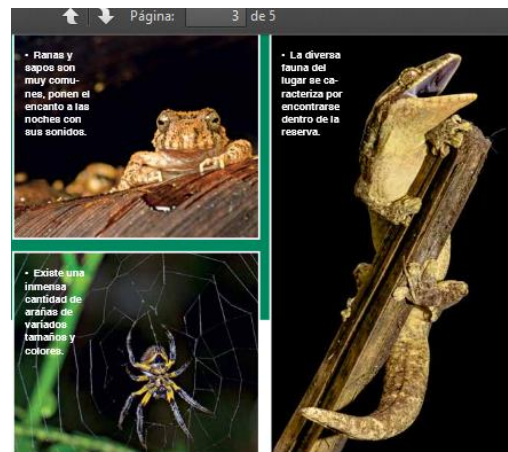 Página: 3 de 5
• Ranas y
sapos son
muy comu-
nes, ponen el
encanto a las
noches con
sus sonidos.
• La diversa
fauna del
lugar se ca-
racteriza por
encontrarse
dentro de la
reserva.
• Existe una
inmensa
cantidad de
arañas de
variados
tamaños y
colores.